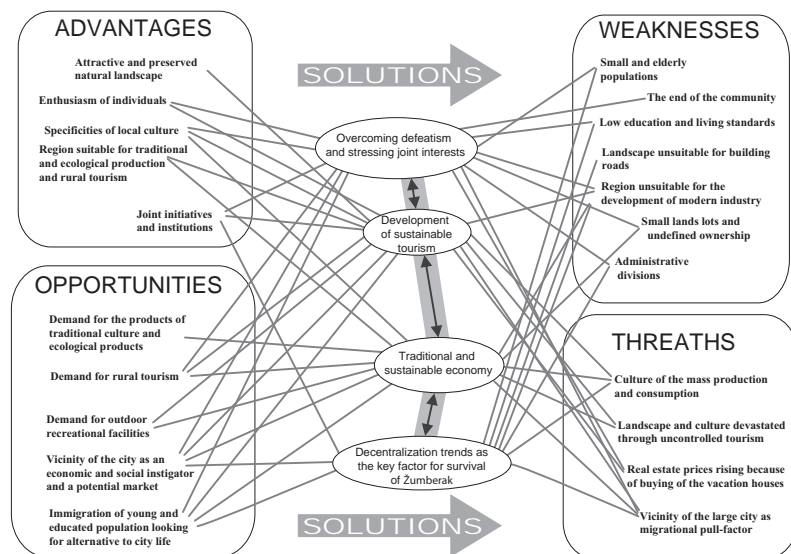 ADVANTAGES
Attractive and preserved
natural landscape
Enthusiasm of individuals
Specificities of local culture
Region suitable for traditional
and ecological production
and rural tourism
Joint initiatives
and institutions
OPPORTUNITIES
Demand for the products of
traditional culture and
ecological products
Demand for rural tourism
Demand for outdoor
recreational facilities
Vicinity of the city as an
economic and social instigator
and a potential market
Immigration of young and
educated population looking
for alternative to city life
SOLUTIONS
Overcoming defeatism
and stressing joint interests
Development
of sustainable
tourism
Traditional and
sustainable economy
Decentralization trends as
the key factor for survival
of Žumberak
SOLUTIONS
WEAKNESSES
Small and elderly
populations
The end of the community
Low education and living standards
Landscape unsuitable for building
roads
Region unsuitable for the
development of modern industry
Small lands lots and
undefined ownership
Administrative
divisions
THREATHS
Culture of the mass production
and consumption
Landscape and culture devastated
through uncontrolled tourism
Real estate prices rising because
of buying of the vacation houses
Vicinity of the large city as
migrational pull-factor